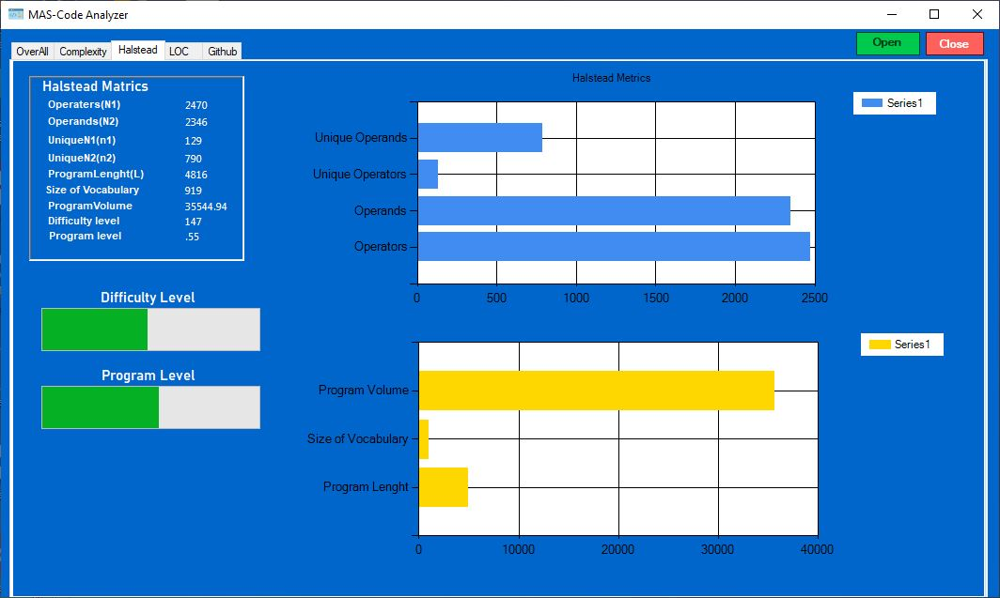 MAS-Code Analyzer
Open
Close
OverAll Complexity Halstead LOC Github
Halstead Matrics
Operaters(N1) 2470
Operands(N2) 2346
UniqueN1(n1) 129
UniqueN2(n2) 790
ProgramLenght(L) 4816
Size of Vocabulary 919
ProgramVolume 35544.94
Difficulty level 147
Program level .55
Difficulty Level
Program Level
Halstead Metrics
Series1
Unique Operands
Unique Operators
Operands
Operators
0 500 1000 1500 2000 2500
Series1
Program Volume
Size of Vocabulary
Program Lenght
0 10000 20000 30000 40000